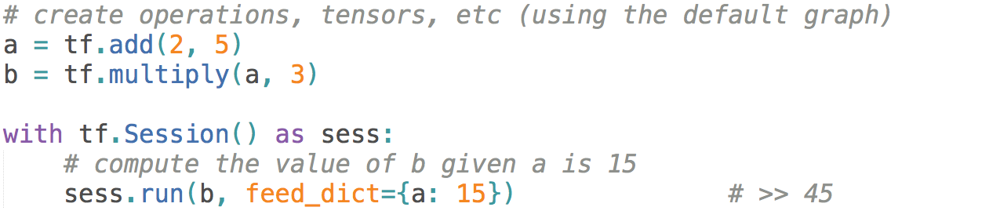 # create operations, tensors, etc (using the default graph)
a = tf.add(2, 5)
b = tf.multiply(a, 3)
with tf.Session() as sess:
    # compute the value of b given a is 15
    sess.run(b, feed_dict={a: 15})              # >> 45